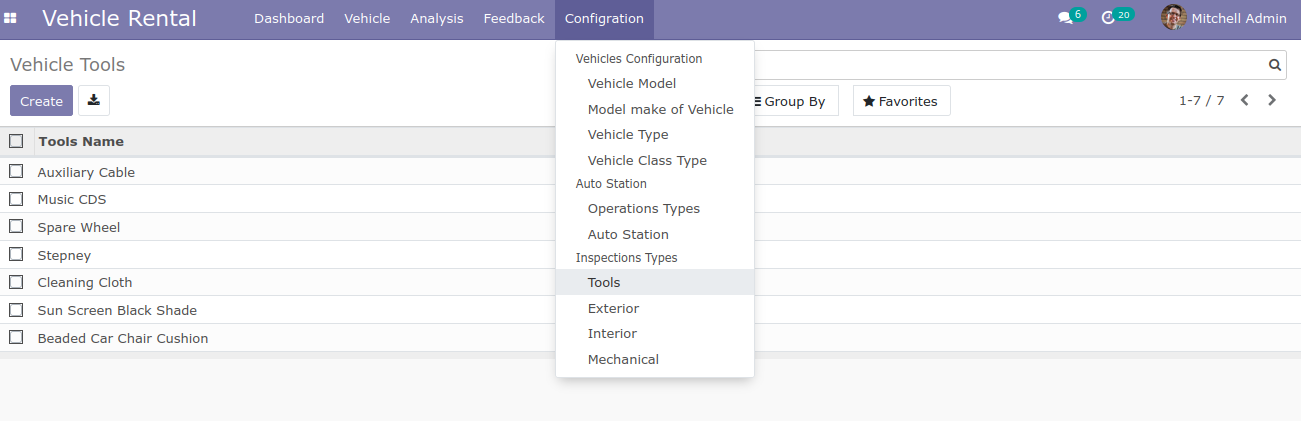 Vehicle Rental Dashboard Vehicle Analysis Feedback Configration 6 20 Mitchell Admin
Vehicle Tools
Create
Group By Favorites 1-7 / 7
Vehicles Configuration
Vehicle Model
Model make of Vehicle
Vehicle Type
Vehicle Class Type
Auto Station
Operations Types
Auto Station
Inspections Types
Tools
Exterior
Interior
Mechanical
Tools Name
Auxiliary Cable
Music CDS
Spare Wheel
Stepney
Cleaning Cloth
Sun Screen Black Shade
Beaded Car Chair Cushion